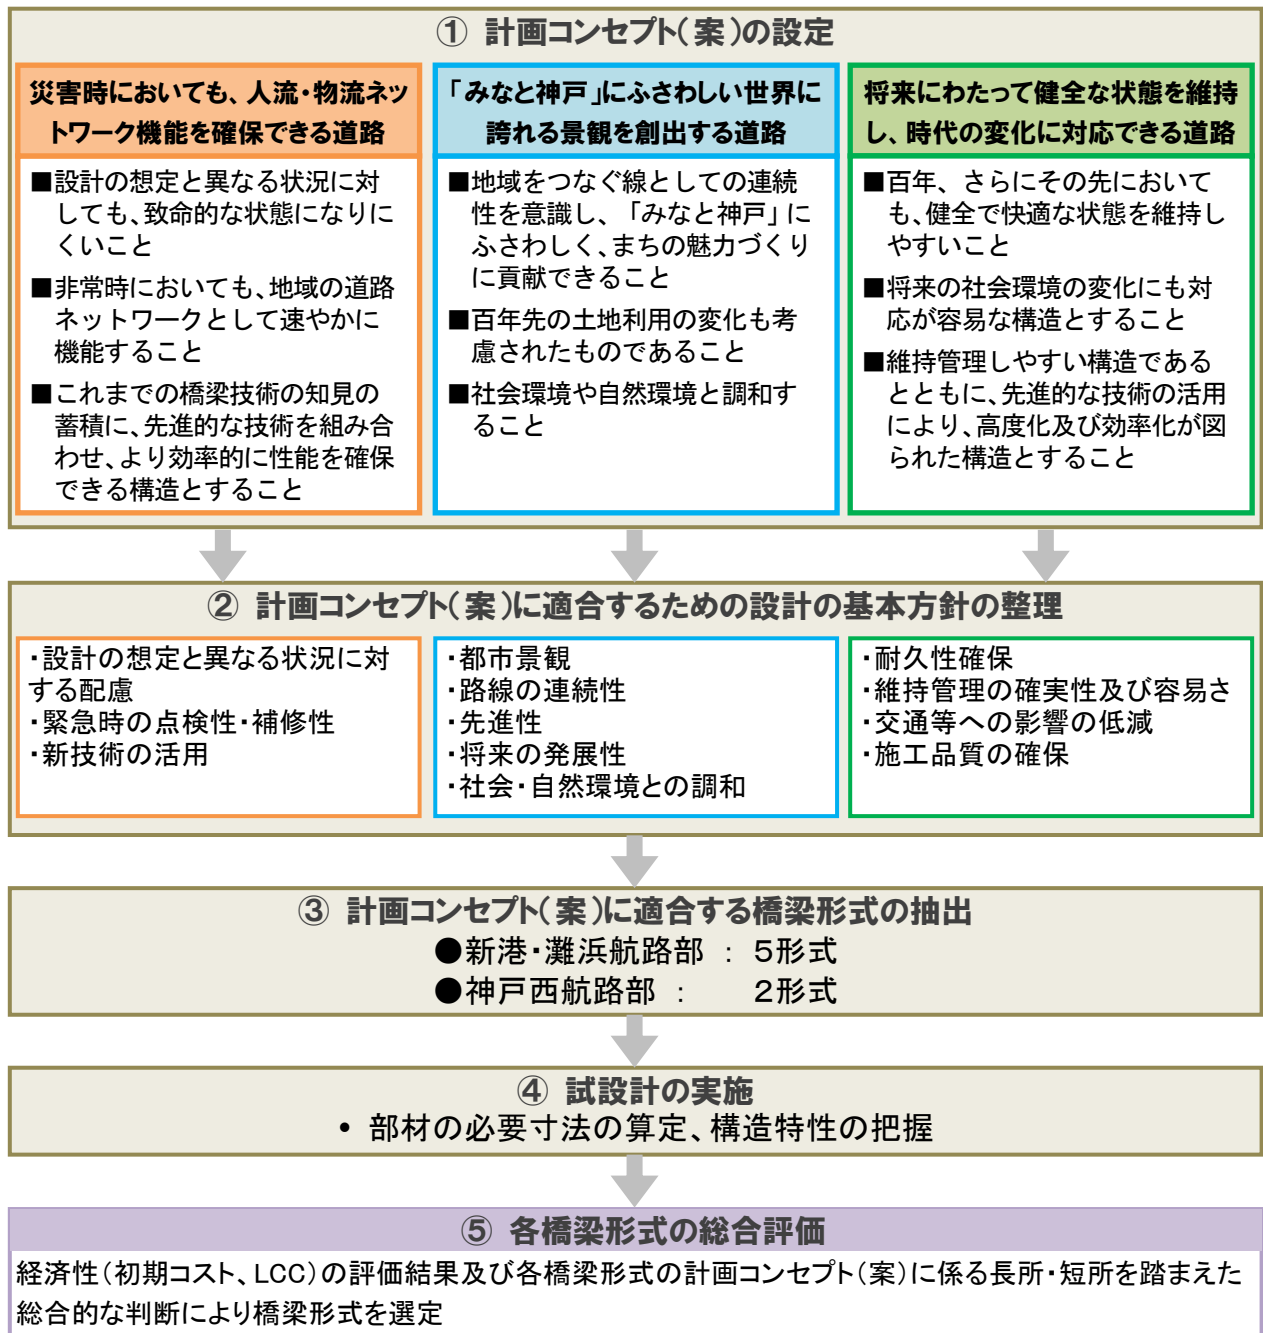 ① 計画コンセプト(案)の設定
災害時においても、人流・物流ネッ
トワーク機能を確保できる道路
■設計の想定と異なる状況に対
しても、致命的な状態になりに
くいこと
■非常時においても、地域の道路
ネットワークとして速やかに
機能すること
■これまでの橋梁技術の知見の
蓄積に、先進的な技術を組み合
わせ、より効率的に性能を確保
できる構造とすること
「みなと神戸」にふさわしい世界に
誇れる景観を創出する道路
■地域をつなぐ線としての連続
性を意識し、「みなと神戸」に
ふさわしく、まちの魅力づくり
に貢献できること
■百年先の土地利用の変化も考
慮されたものであること
■社会環境や自然環境と調和す
ること
将来にわたって健全な状態を維持
し、時代の変化に対応できる道路
■百年、さらにその先において
も、健全で快適な状態を維持し
やすいこと
■将来の社会環境の変化にも対
応が容易な構造とすること
■維持管理しやすい構造である
とともに、先進的な技術の活用
により、高度化及び効率化が図
られた構造とすること
② 計画コンセプト(案)に適合するための設計の基本方針の整理
・設計の想定と異なる状況に対
する配慮
・緊急時の点検性・補修性
・新技術の活用
・都市景観
・路線の連続性
・先進性
・将来の発展性
・社会・自然環境との調和
・耐久性確保
・維持管理の確実性及び容易さ
・交通等への影響の低減
・施工品質の確保
③ 計画コンセプト(案)に適合する橋梁形式の抽出
●新港・灘浜航路部 : 5形式
●神戸西航路部 : 2形式
④ 試設計の実施
• 部材の必要寸法の算定、構造特性の把握
⑤ 各橋梁形式の総合評価
経済性(初期コスト、LCC)の評価結果及び各橋梁形式の計画コンセプト(案)に係る長所・短所を踏まえた
総合的な判断により橋梁形式を選定